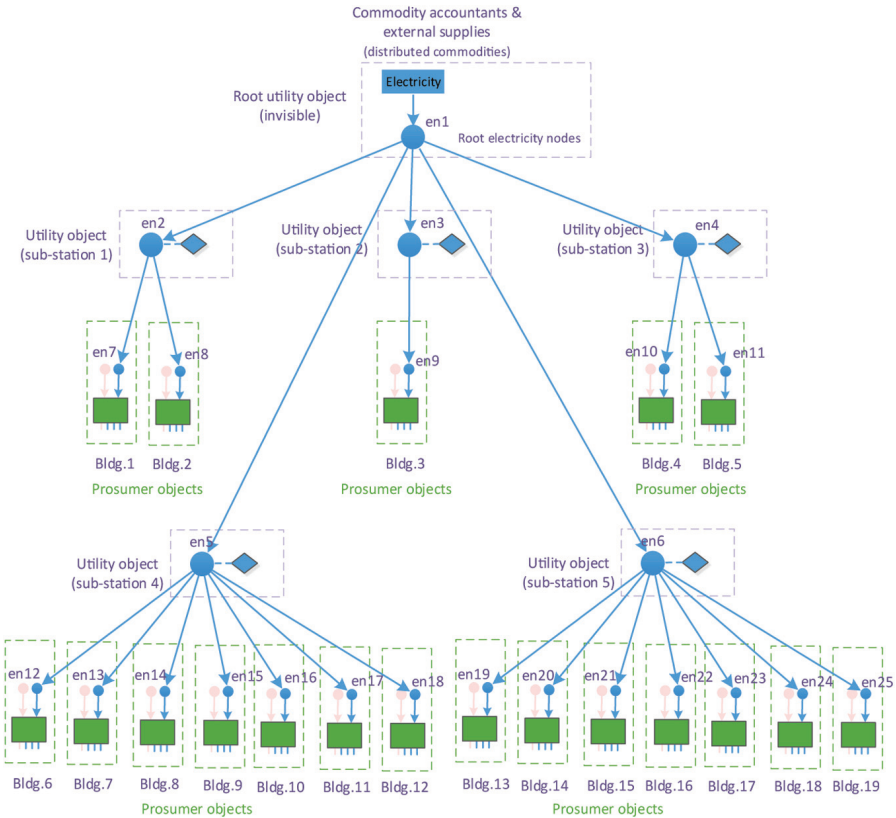 Commodity accountants &
external supplies
(distributed commodities)
Electricity
Root utility object
(invisible)
en1
Root electricity nodes
en2
Utility object
(sub-station 1)
en3
Utility object
(sub-station 2)
en4
Utility object
(sub-station 3)
en7
en8
en9
en10
en11
Bldg.1
Bldg.2
Bldg.3
Bldg.4
Bldg.5
Prosumer objects
Prosumer objects
Prosumer objects
en5
Utility object
(sub-station 4)
en6
Utility object
(sub-station 5)
en12
en13
en14
en15
en16
en17
en18
en19
en20
en21
en22
en23
en24
en25
Bldg.6
Bldg.7
Bldg.8
Bldg.9
Bldg.10
Bldg.11
Bldg.12
Bldg.13
Bldg.14
Bldg.15
Bldg.16
Bldg.17
Bldg.18
Bldg.19
Prosumer objects
Prosumer objects